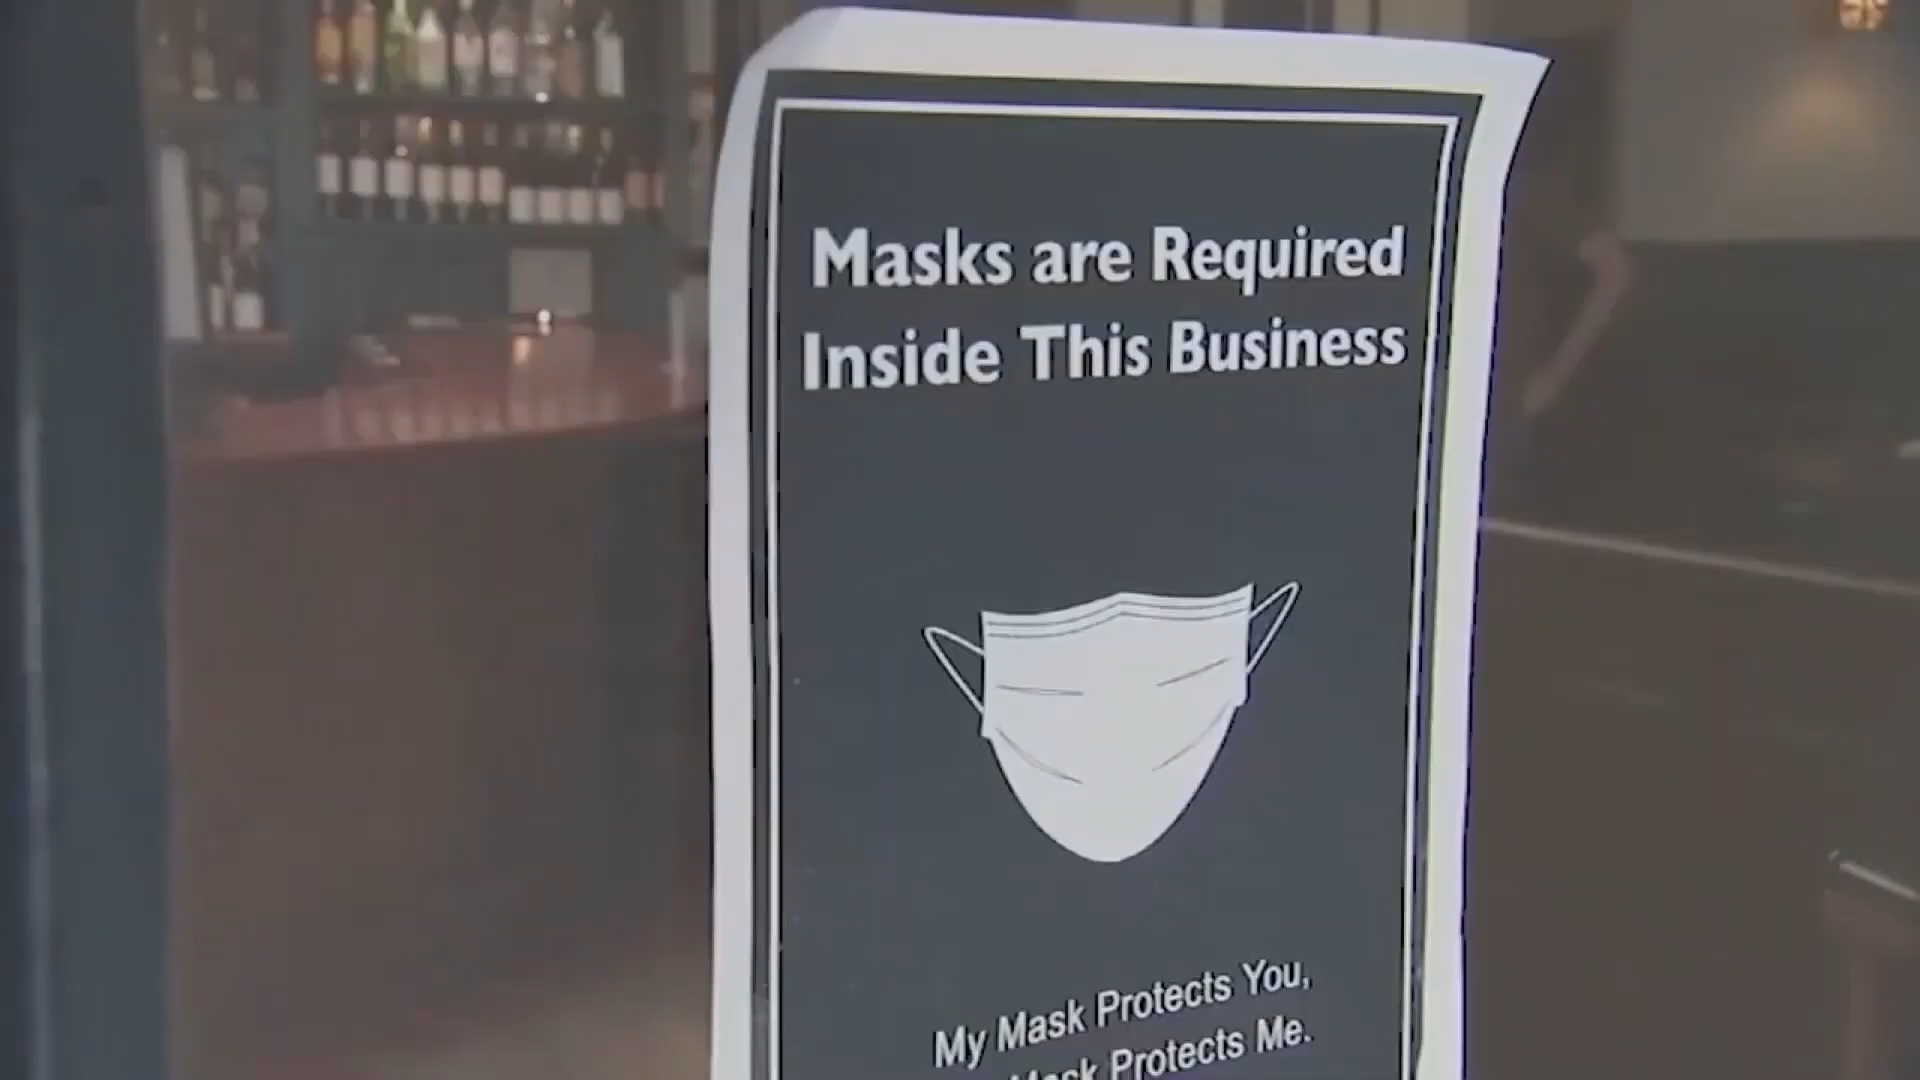 Masks are Required
Inside This Business
My Mask Protects You,
Mask Protects Me.